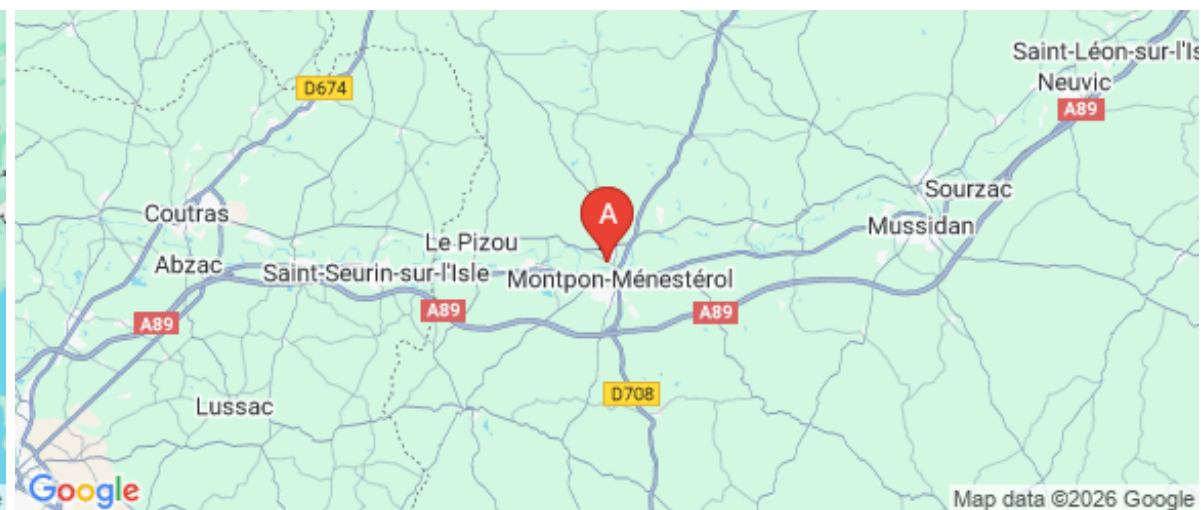 Saint-Léon-sur-l'Is
Neuvic
D674
A89
A
Sourzac
Coutras
Mussidan
Le Pizou
Abzac
Saint-Seurin-sur-l'Isle
Montpon-Ménestérol
A89
A89
A89
D708
Lussac
Google
Map data ©2026 Google